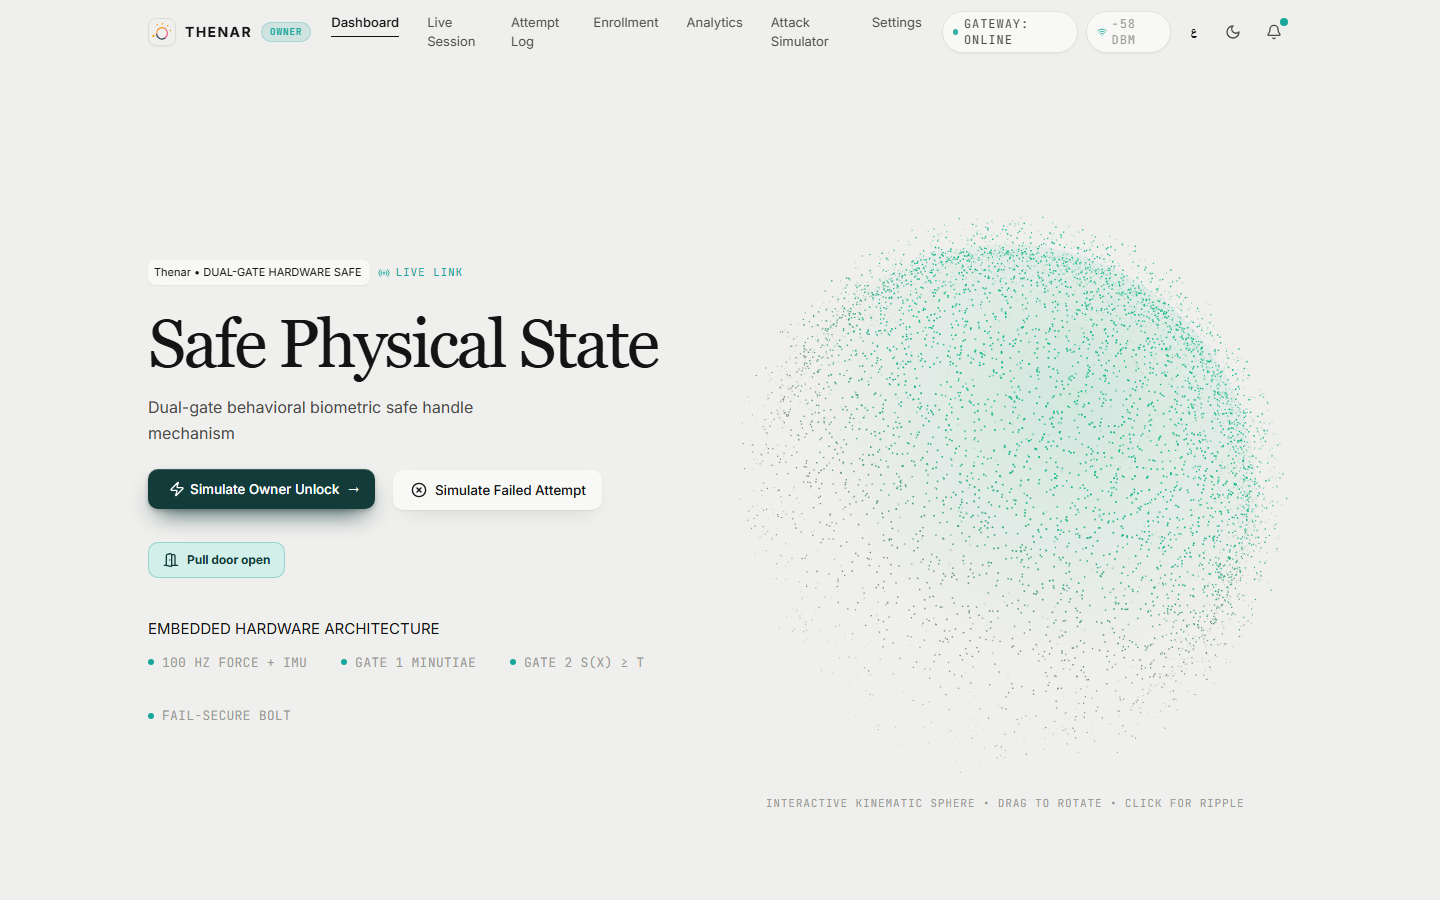 THENAR
OWNER
Dashboard
Live
Session
Attempt
Log
Enrollment
Analytics
Attack
Simulator
Settings
GATEWAY:
ONLINE
-58
DBM
ع
Thenar • DUAL-GATE HARDWARE SAFE
LIVE LINK
Safe Physical State
Dual-gate behavioral biometric safe handle
mechanism
Simulate Owner Unlock →
Simulate Failed Attempt
Pull door open
EMBEDDED HARDWARE ARCHITECTURE
100 HZ FORCE + IMU
GATE 1 MINUTIAE
GATE 2 S(X) ≥ T
FAIL-SECURE BOLT
INTERACTIVE KINEMATIC SPHERE • DRAG TO ROTATE • CLICK FOR RIPPLE